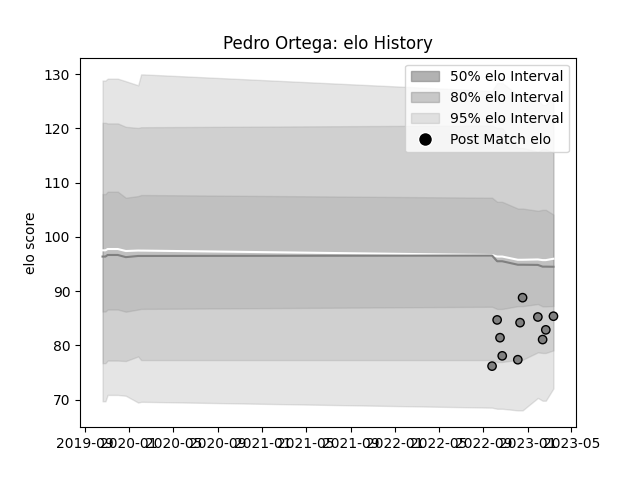 Pedro Ortega: elo History
50% elo Interval
80% elo Interval
95% elo Interval
Post Match elo
elo score
130
120
110
100
90
80
70
2019-09 2020-01 2020-05 2020-09 2021-01 2021-05 2021-09 2022-01 2022-05 2022-09 2023-01 2023-05